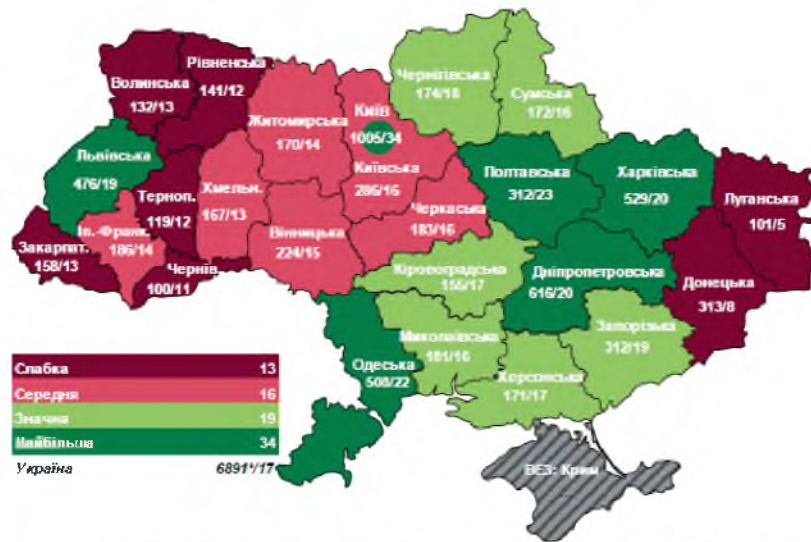 Волинська
132/13
Рівненська
141/12
Житомирська
170/14
Київ
1005/34
Київська
286/16
Чернігівська
174/18
Сумська
172/16
Львівська
476/19
Терноп.
119/12
Хмельн.
167/13
Вінницька
224/15
Черкаська
183/16
Полтавська
312/23
Харківська
529/20
Луганська
101/5
Закарпат.
158/13
Ів.-Франк.
186/14
Чернів.
100/11
Кіровоградська
155/17
Дніпропетровська
616/20
Донецька
313/8
Одеська
508/22
Миколаївська
181/16
Херсонська
171/17
Запорізька
312/19
ВЕЗ: Крим
Слабка 13
Середня 16
Значна 19
Найбільша 34
Україна 6891*/17